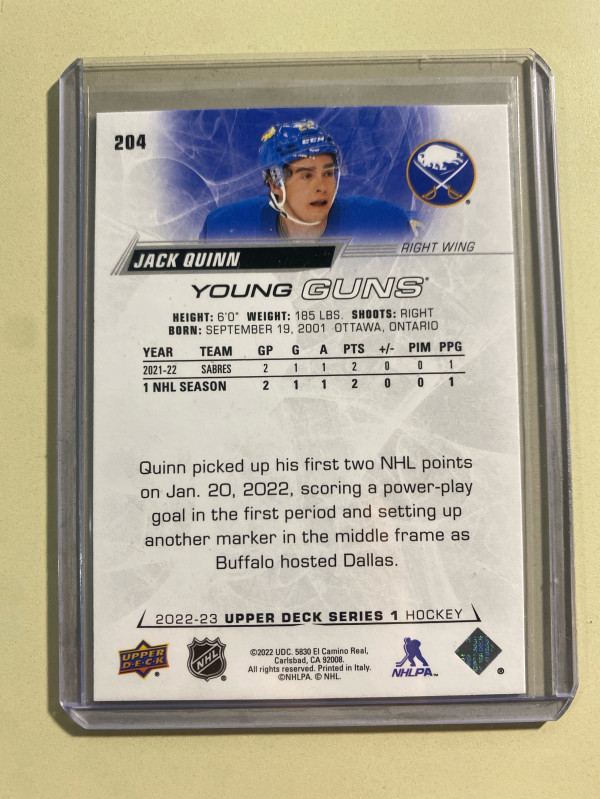 204
CCM
JACK QUINN
RIGHT WING
YOUNG GUNS®
HEIGHT: 6'0" WEIGHT: 185 LBS. SHOOTS: RIGHT
BORN: SEPTEMBER 19, 2001 OTTAWA, ONTARIO
YEAR TEAM GP G A PTS +/- PIM PPG
2021-22 SABRES 2 1 1 2 0 0 1
1 NHL SEASON 2 1 1 2 0 0 1
Quinn picked up his first two NHL points
on Jan. 20, 2022, scoring a power-play
goal in the first period and setting up
another marker in the middle frame as
Buffalo hosted Dallas.
2022-23 UPPER DECK SERIES 1 HOCKEY
UPPER
DECK
NHL
©2022 UDC. 5830 El Camino Real,
Carlsbad, CA 92008.
All rights reserved. Printed in Italy.
©NHLPA. © NHL.
NHLPA™
®